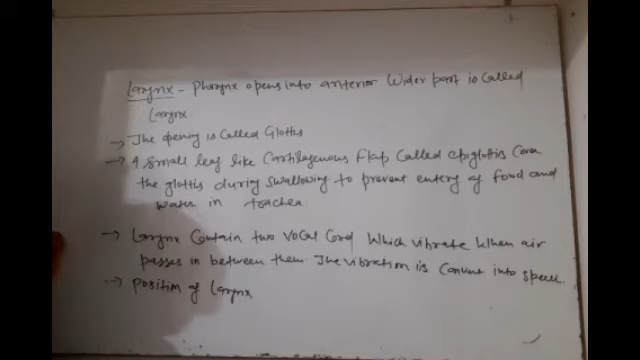 Larynx - Pharynx opens into anterior wider part is called
Larynx.
→ The opening is called Glottis
→ A small leaf like cartilagenous flap called epiglottis cover
the glottis during swallowing to prevent entery of food and
water in trachea
→ Larynx contain two vocal cord which vibrate when air
passes in between them The vibration is convert into speech
→ position of Larynx